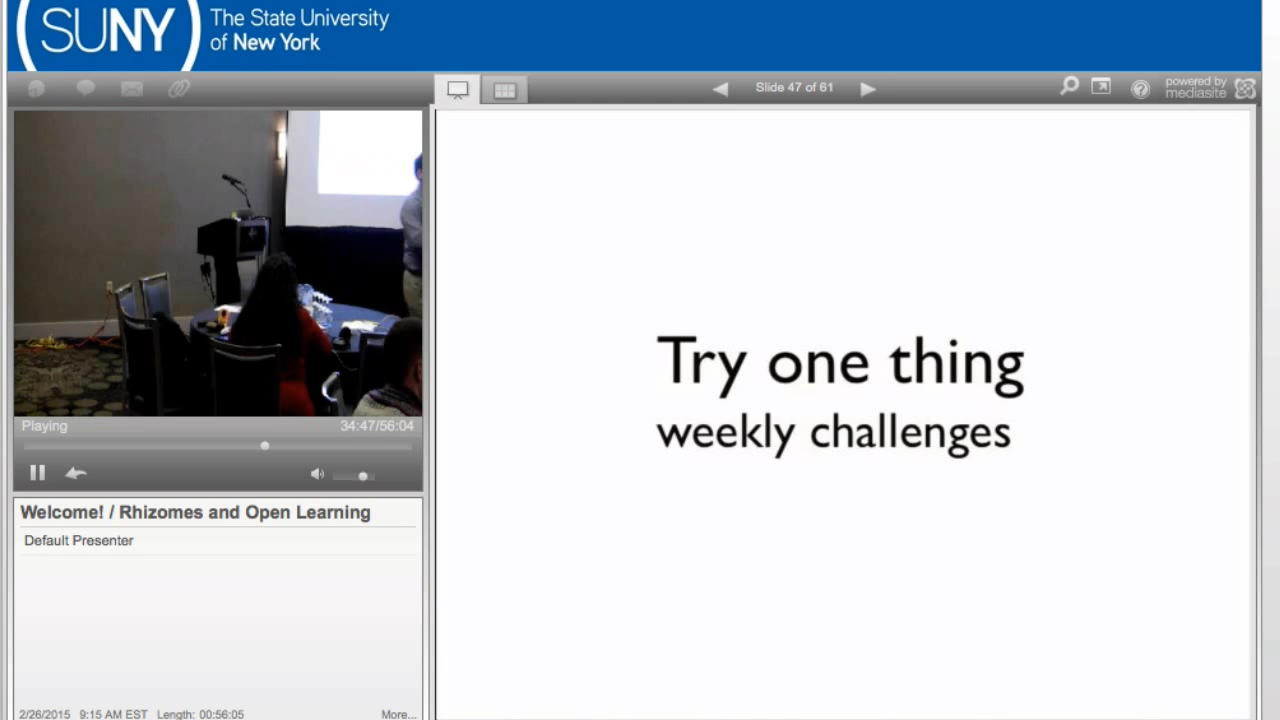 SUNY
The State University
of New York
Slide 47 of 61
powered by
mediasite
Try one thing
weekly challenges
Playing
34:47/56:04
Welcome! / Rhizomes and Open Learning
Default Presenter
2/26/2015 9:15 AM EST Length: 00:56:05
More...